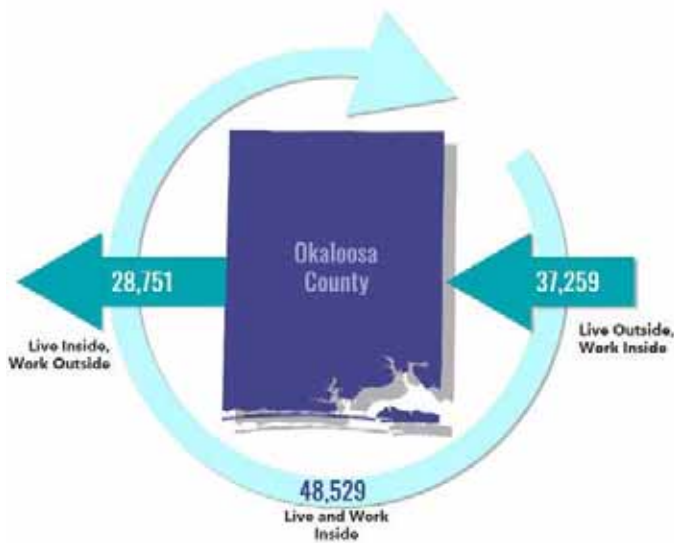 Okaloosa
County
28,751
Live Inside,
Work Outside
37,259
Live Outside,
Work Inside
48,529
Live and Work
Inside